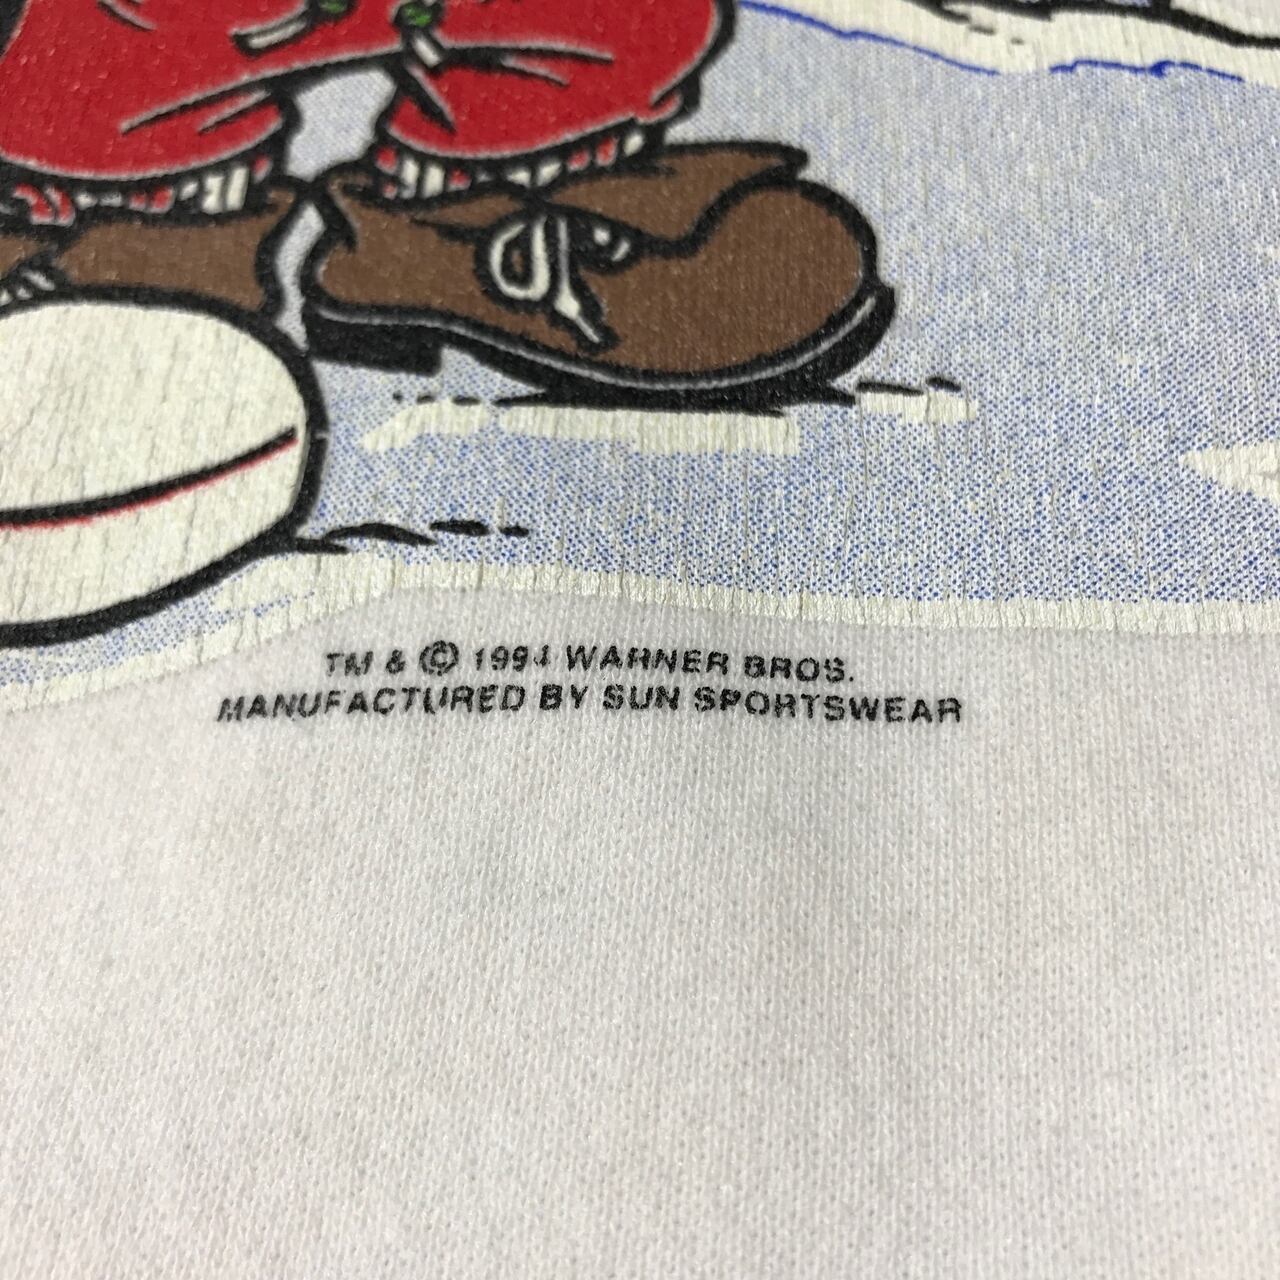 TM & © 1994 WARNER BROS.
MANUFACTURED BY SUN SPORTSWEAR